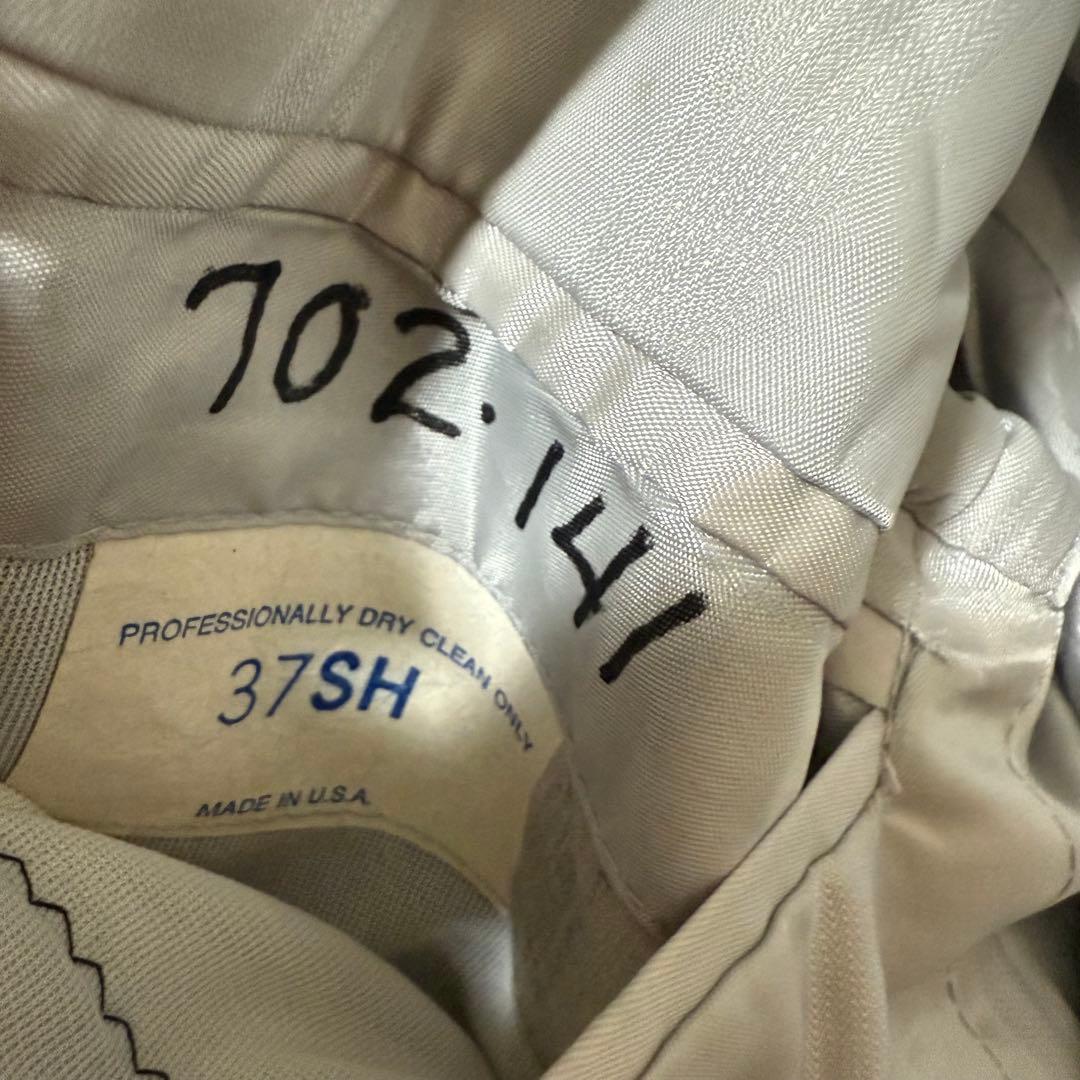 702.141
PROFESSIONALLY DRY CLEAN ONLY
37SH
MADE IN U.S.A.